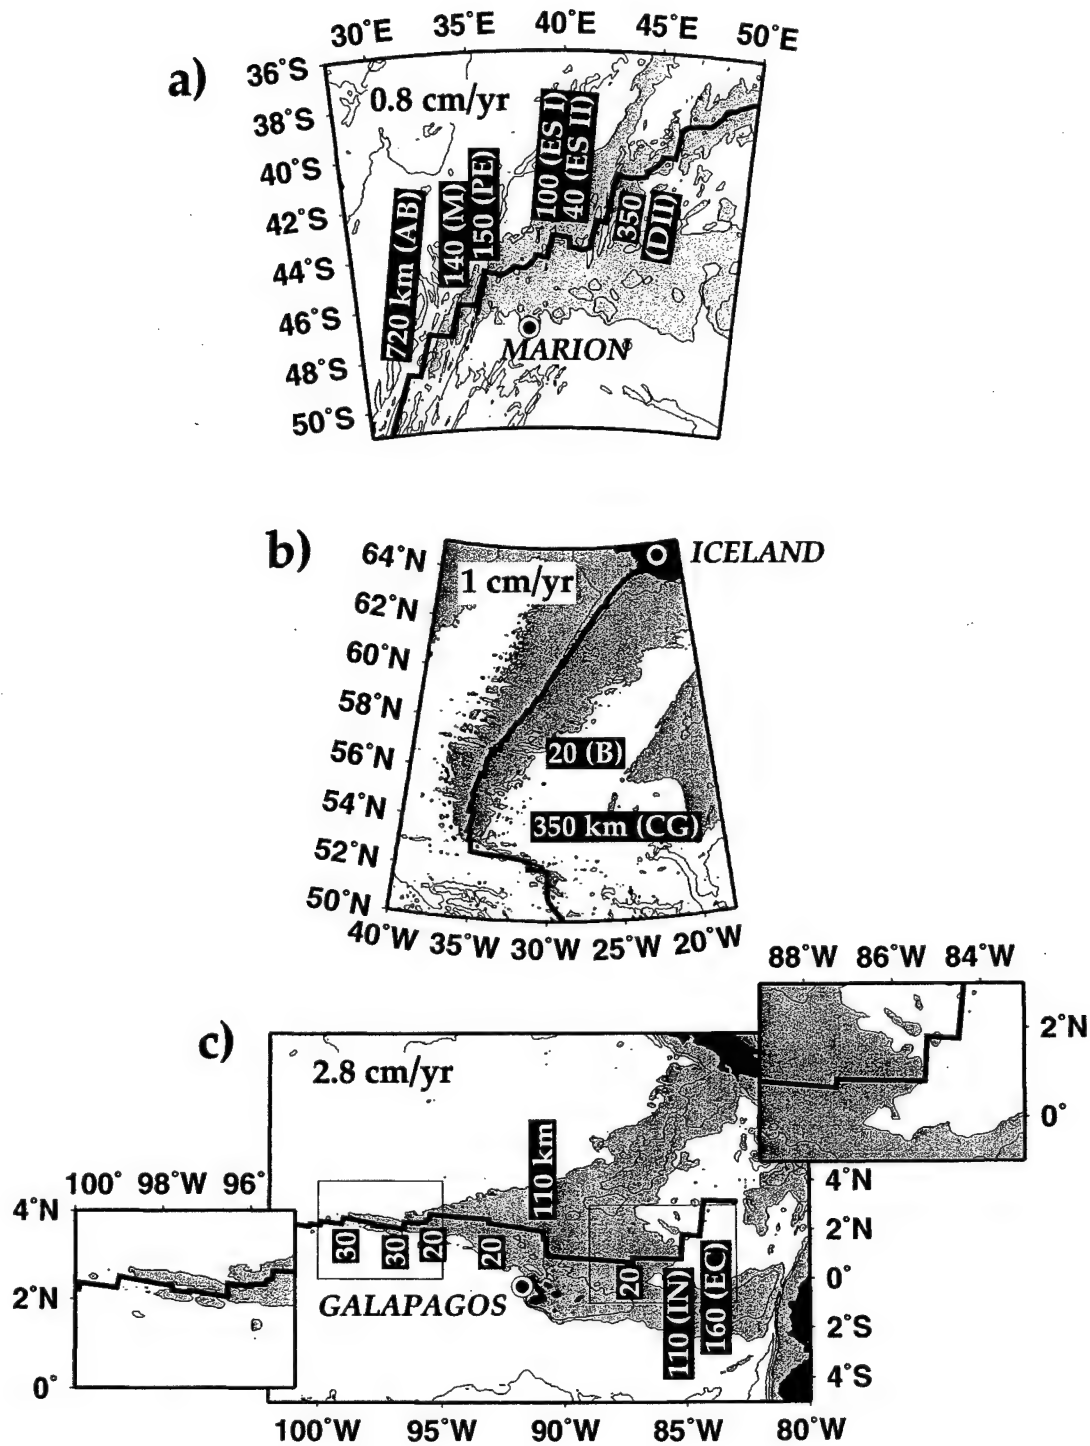 30°E 35°E 40°E 45°E 50°E
a)
36°S
38°S
40°S
42°S
44°S
46°S
48°S
50°S
0.8 cm/yr
720 km (AB)
140 (M)
150 (PE)
100 (ES I)
40 (ES II)
350
(DII)
MARION
b)
64°N
62°N
60°N
58°N
56°N
54°N
52°N
50°N
1 cm/yr
ICELAND
20 (B)
350 km (CG)
40°W 35°W 30°W 25°W 20°W
88°W 86°W 84°W
2°N
0°
c)
2.8 cm/yr
110 km
100° 98°W 96°
4°N
2°N
0°
30
30
20
20
20
110 (IN)
160 (EC)
GALAPAGOS
4°N
2°N
0°
2°S
4°S
100°W 95°W 90°W 85°W 80°W